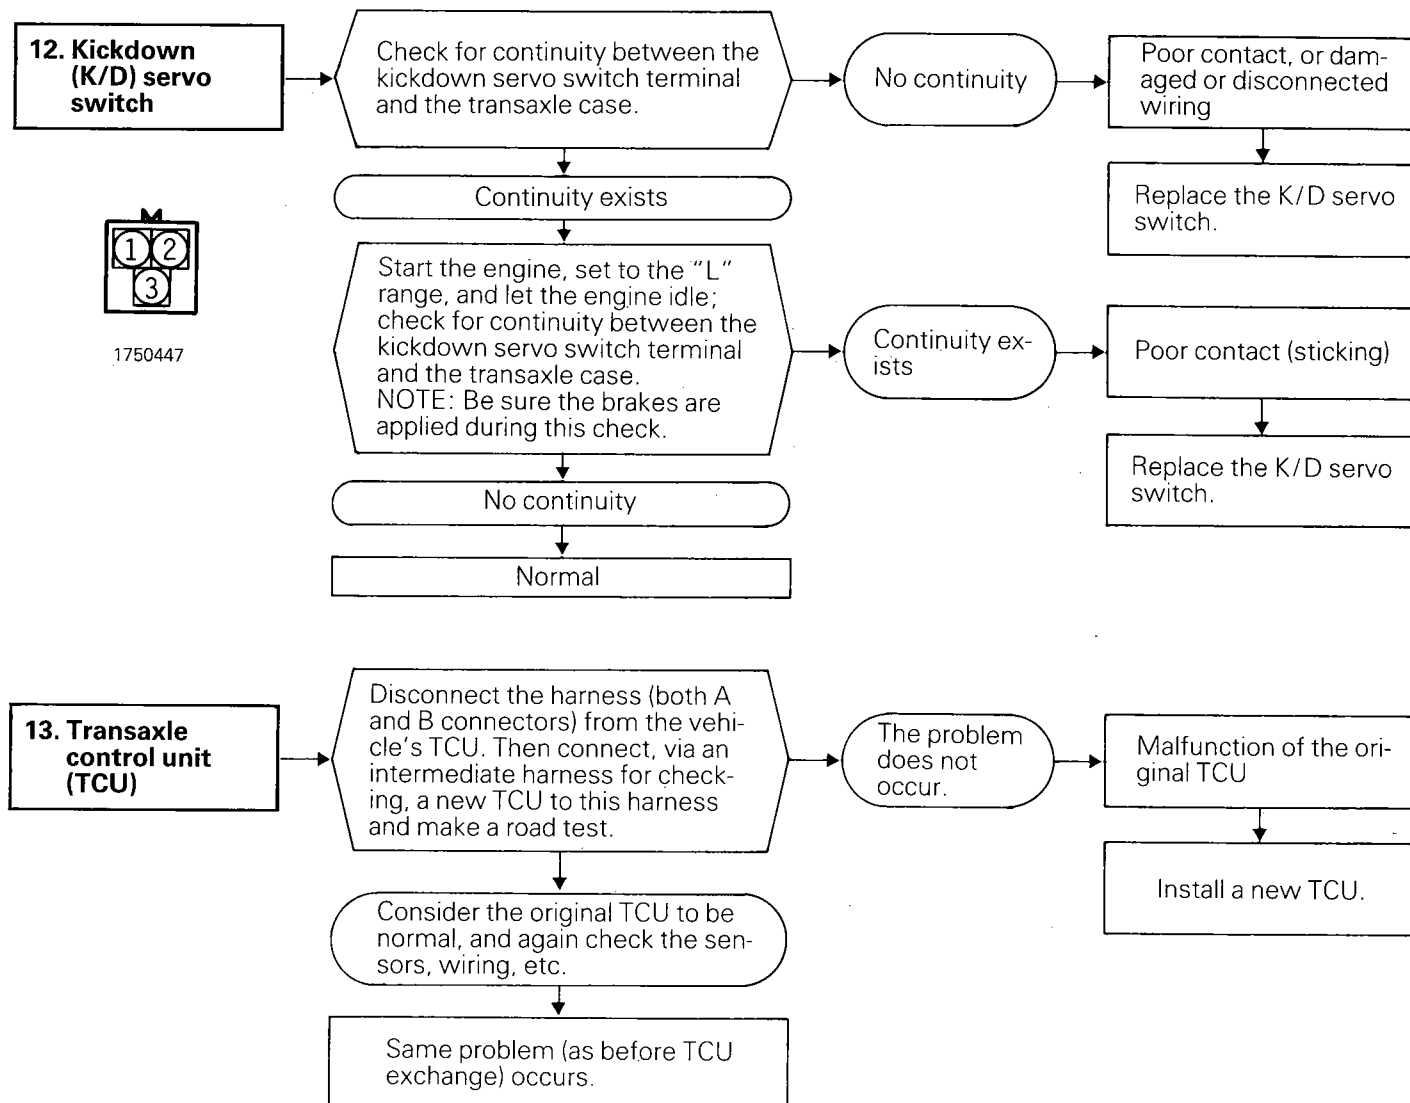 12. Kickdown
(K/D) servo
switch
Check for continuity between the
kickdown servo switch terminal
and the transaxle case.
No continuity
Poor contact, or dam-
aged or disconnected
wiring
Replace the K/D servo
switch.
Continuity exists
1 2
3
1750447
Start the engine, set to the "L"
range, and let the engine idle;
check for continuity between the
kickdown servo switch terminal
and the transaxle case.
NOTE: Be sure the brakes are
applied during this check.
Continuity ex-
ists
Poor contact (sticking)
Replace the K/D servo
switch.
No continuity
Normal
13. Transaxle
control unit
(TCU)
Disconnect the harness (both A
and B connectors) from the vehi-
cle's TCU. Then connect, via an
intermediate harness for check-
ing, a new TCU to this harness
and make a road test.
The problem
does not
occur.
Malfunction of the ori-
ginal TCU
Install a new TCU.
Consider the original TCU to be
normal, and again check the sen-
sors, wiring, etc.
Same problem (as before TCU
exchange) occurs.